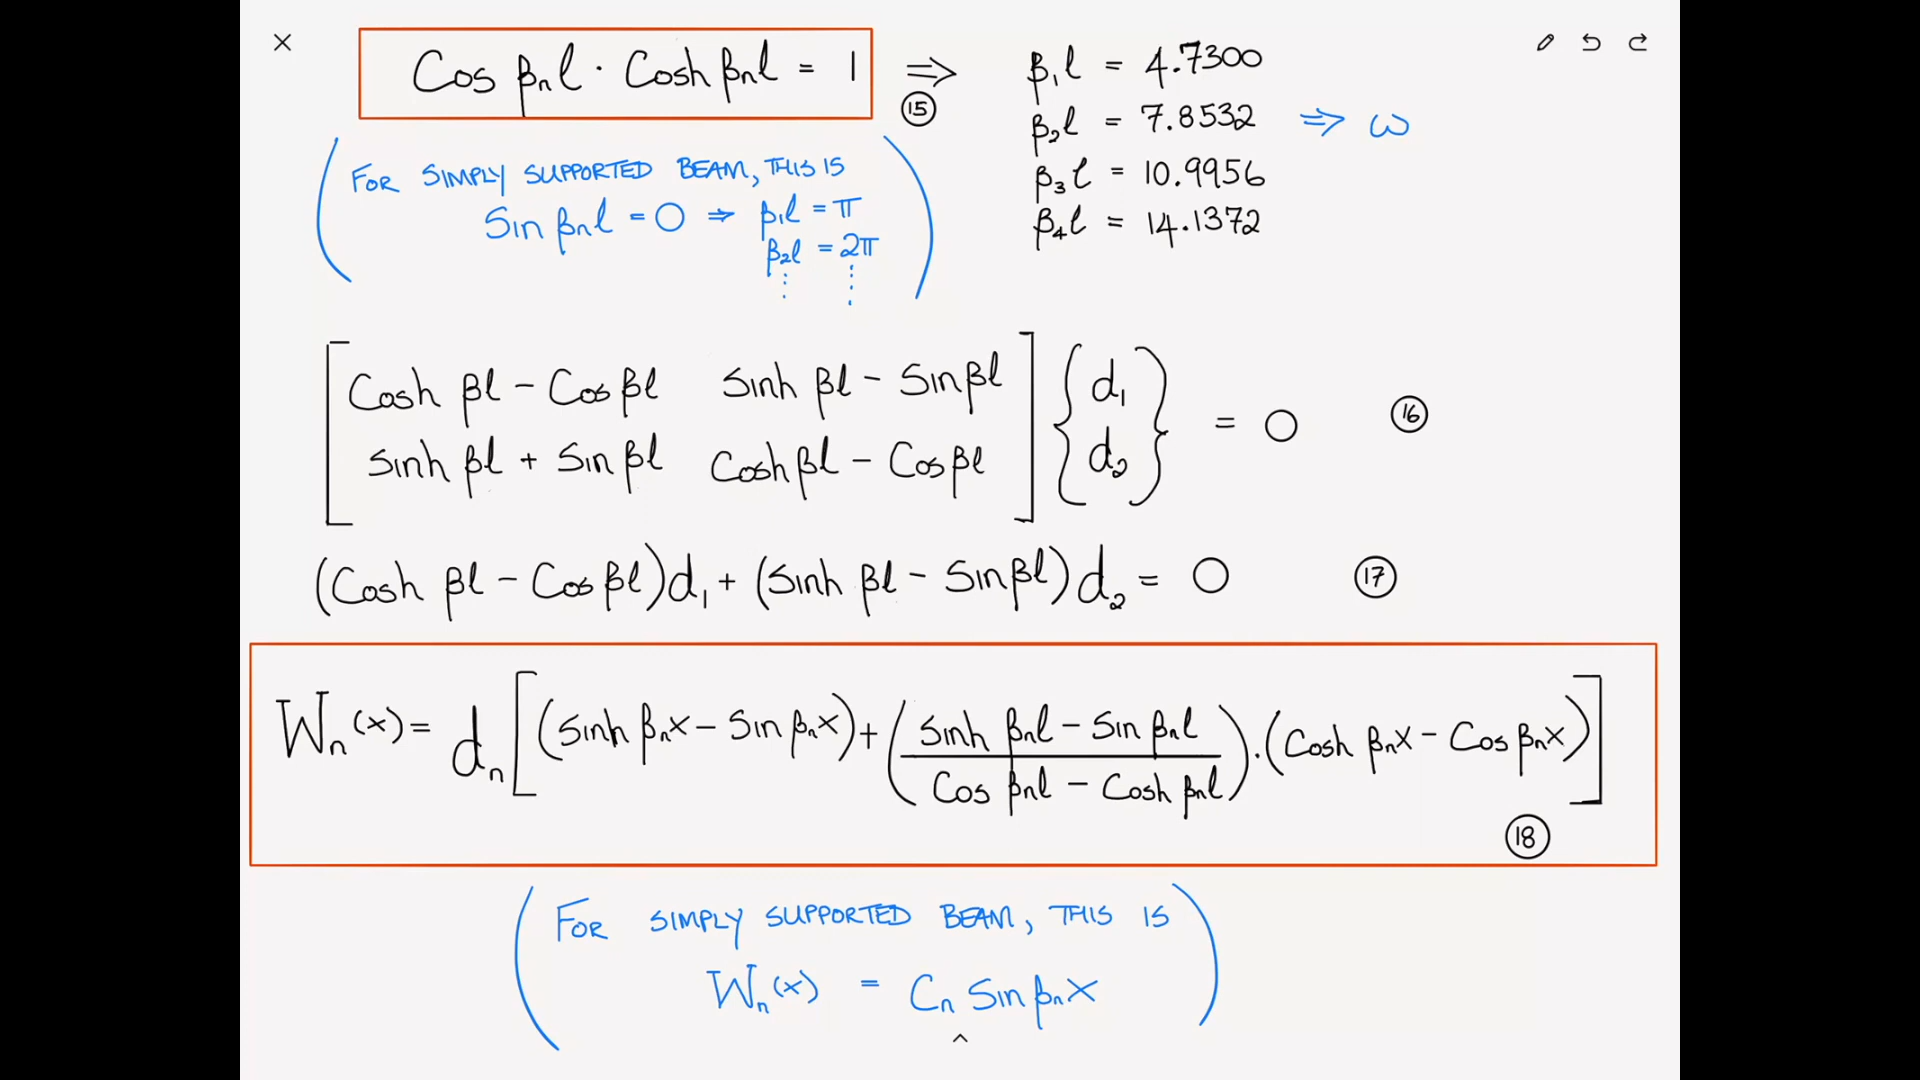 Cos βₙl · Cosh βₙl = 1 ⇒ β₁l = 4.7300
⑮ β₂l = 7.8532 ⇒ ω
β₃l = 10.9956
β₄l = 14.1372
(FOR SIMPLY SUPPORTED BEAM, THIS IS
Sin βₙl = 0 ⇒ β₁l = π
β₂l = 2π
⋮ ⋮)
[Cosh βl − Cos βl Sinh βl − Sin βl] {d₁}
[Sinh βl + Sin βl Cosh βl − Cos βl] {d₂} = 0 ⑯
(Cosh βl − Cos βl)d₁ + (Sinh βl − Sin βl)d₂ = 0 ⑰
Wₙ(x) = dₙ[(Sinh βₙx − Sin βₙx) + ((Sinh βₙl − Sin βₙl)/(Cos βₙl − Cosh βₙl)) · (Cosh βₙx − Cos βₙx)]
⑱
(FOR SIMPLY SUPPORTED BEAM, THIS IS
Wₙ(x) = Cₙ Sin βₙx)